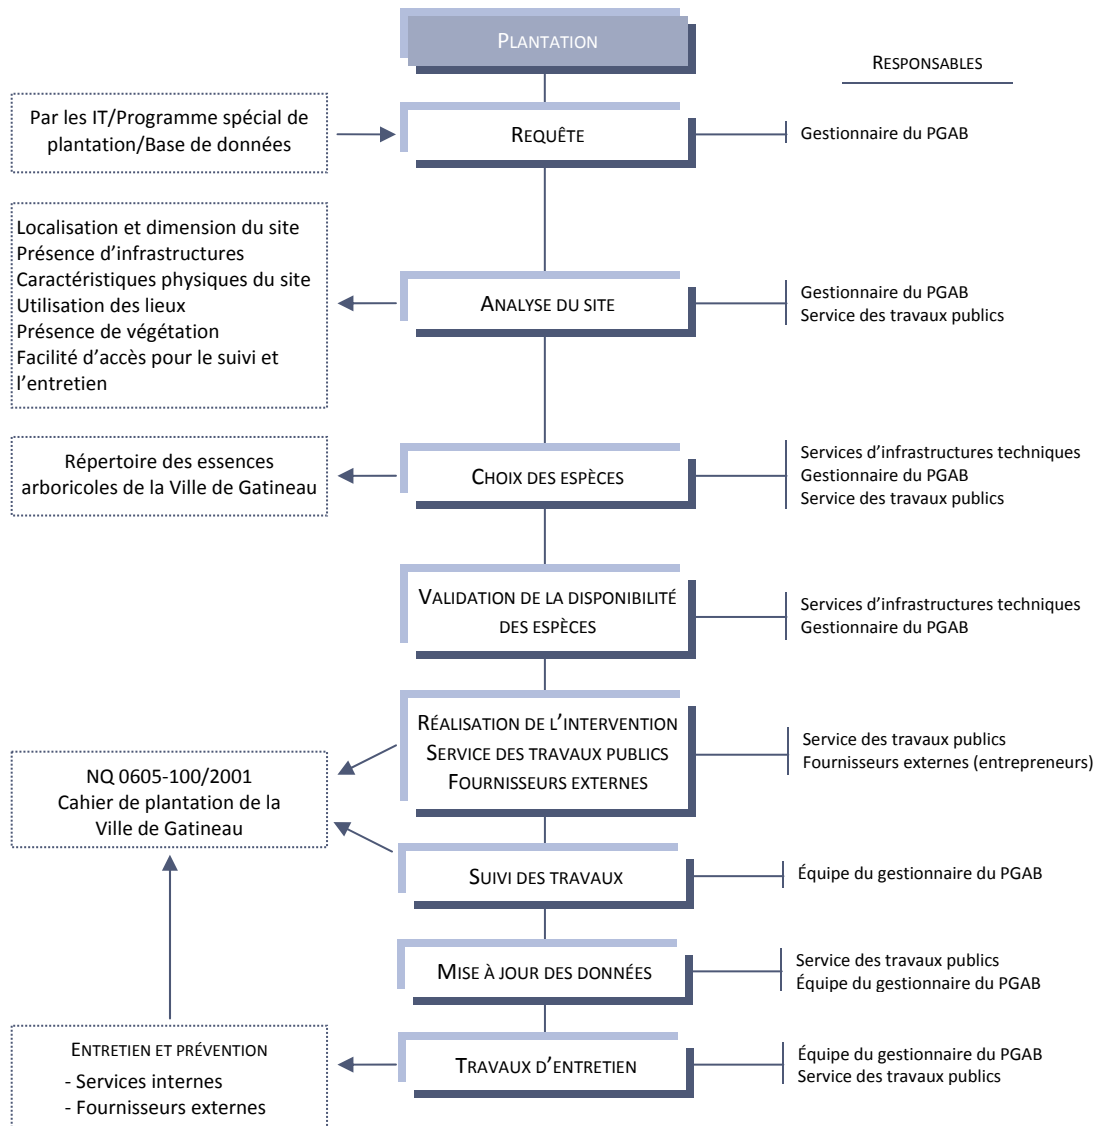 PLANTATION
RESPONSABLES
Par les IT/Programme spécial de
plantation/Base de données
REQUÊTE
Gestionnaire du PGAB
Localisation et dimension du site
Présence d’infrastructures
Caractéristiques physiques du site
Utilisation des lieux
Présence de végétation
Facilité d’accès pour le suivi et
l’entretien
ANALYSE DU SITE
Gestionnaire du PGAB
Service des travaux publics
Répertoire des essences
arboricoles de la Ville de Gatineau
CHOIX DES ESPÈCES
Services d’infrastructures techniques
Gestionnaire du PGAB
Service des travaux publics
VALIDATION DE LA DISPONIBILITÉ
DES ESPÈCES
Services d’infrastructures techniques
Gestionnaire du PGAB
RÉALISATION DE L’INTERVENTION
SERVICE DES TRAVAUX PUBLICS
FOURNISSEURS EXTERNES
Service des travaux publics
Fournisseurs externes (entrepreneurs)
NQ 0605-100/2001
Cahier de plantation de la
Ville de Gatineau
SUIVI DES TRAVAUX
Équipe du gestionnaire du PGAB
MISE À JOUR DES DONNÉES
Service des travaux publics
Équipe du gestionnaire du PGAB
ENTRETIEN ET PRÉVENTION
- Services internes
- Fournisseurs externes
TRAVAUX D’ENTRETIEN
Équipe du gestionnaire du PGAB
Service des travaux publics